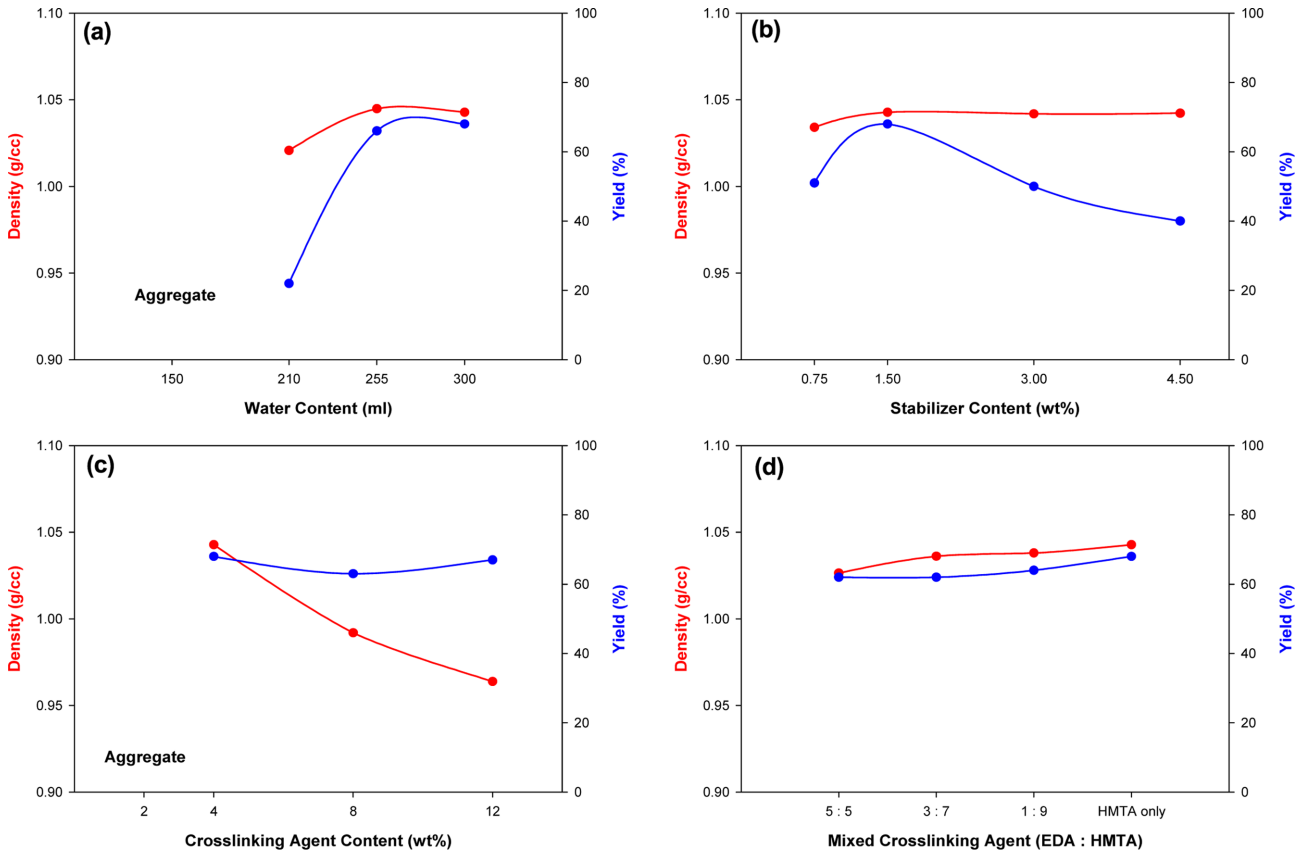 (a)
1.10
1.05
1.00
0.95
0.90
Density (g/cc)
100
80
60
40
20
0
Yield (%)
Aggregate
150 210 255 300
Water Content (ml)
(b)
1.10
1.05
1.00
0.95
0.90
Density (g/cc)
100
80
60
40
20
0
Yield (%)
0.75 1.50 3.00 4.50
Stabilizer Content (wt%)
(c)
1.10
1.05
1.00
0.95
0.90
Density (g/cc)
100
80
60
40
20
0
Yield (%)
Aggregate
2 4 8 12
Crosslinking Agent Content (wt%)
(d)
1.10
1.05
1.00
0.95
0.90
Density (g/cc)
100
80
60
40
20
0
Yield (%)
5 : 5 3 : 7 1 : 9 HMTA only
Mixed Crosslinking Agent (EDA : HMTA)